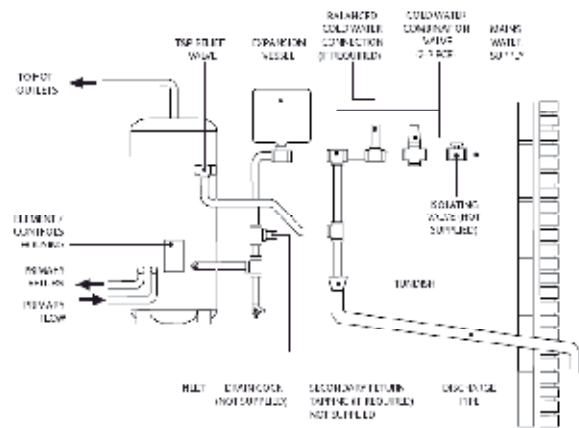 BALANCED
COLD WATER
CONNECTION
(IF REQUIRED)
COLD WATER
COMBINATION
VALVE
MAINS
WATER
SUPPLY
T&P RELIEF
VALVE
EXPANSION
VESSEL
TO HOT
OUTLETS
ELEMENT /
CONTROLS
HOUSING
ISOLATING
VALVE (NOT
SUPPLIED)
PRIMARY
RETURN
PRIMARY
FLOW
TUNDISH
INLET
DRAIN COCK
(NOT SUPPLIED)
SECONDARY RETURN
TAPPING (IF REQUIRED)
NOT SUPPLIED
DISCHARGE
PIPE